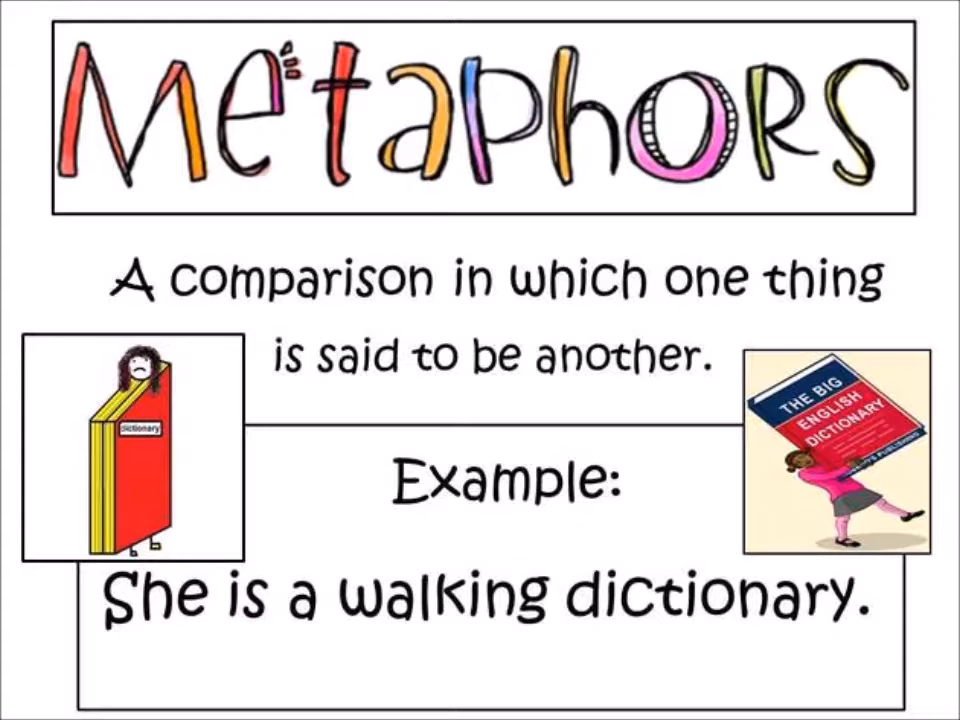 Metaphors
A comparison in which one thing
is said to be another.
dictionary
THE BIG
ENGLISH
DICTIONARY
Example:
She is a walking dictionary.